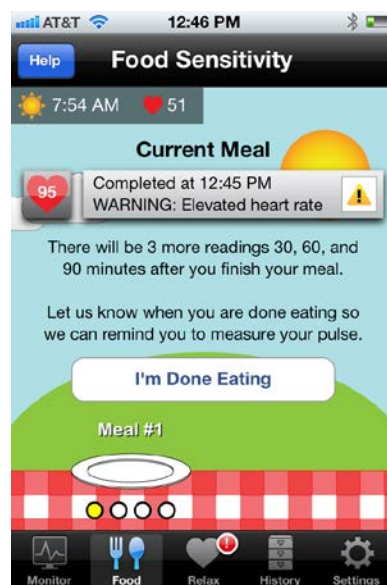 AT&T 12:46 PM
Help Food Sensitivity
7:54 AM 51
Current Meal
95 Completed at 12:45 PM
WARNING: Elevated heart rate
There will be 3 more readings 30, 60, and
90 minutes after you finish your meal.
Let us know when you are done eating so
we can remind you to measure your pulse.
I'm Done Eating
Meal #1
Monitor Food Relax History Settings